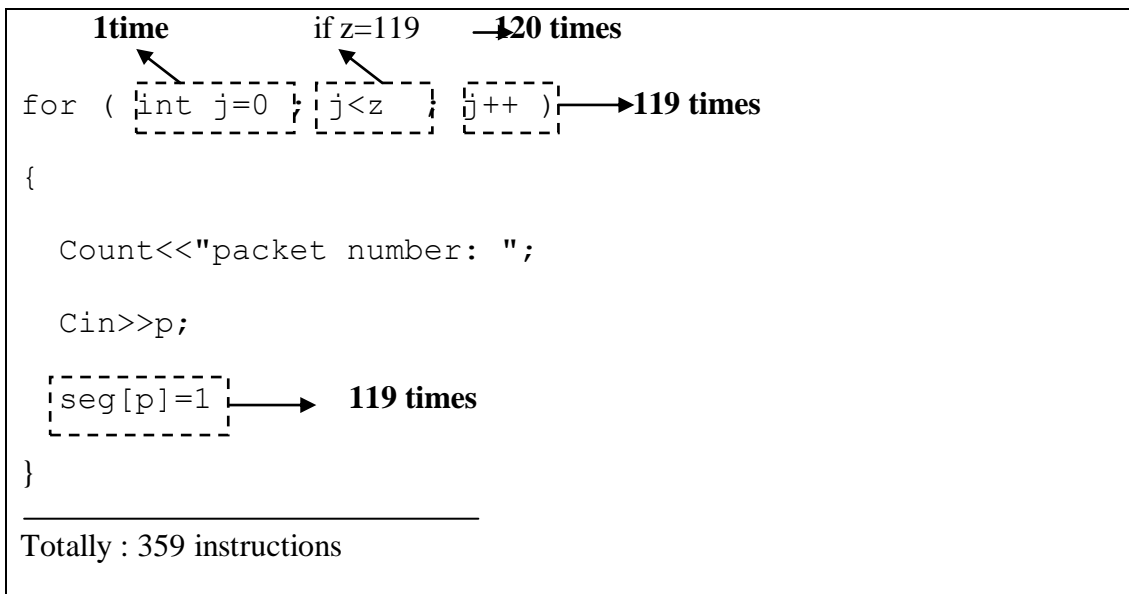 1time if z=119 120 times
for ( int j=0 ; j<z ; j++ ) 119 times
{
Count<<"packet number: ";
Cin>>p;
seg[p]=1 119 times
}
Totally : 359 instructions